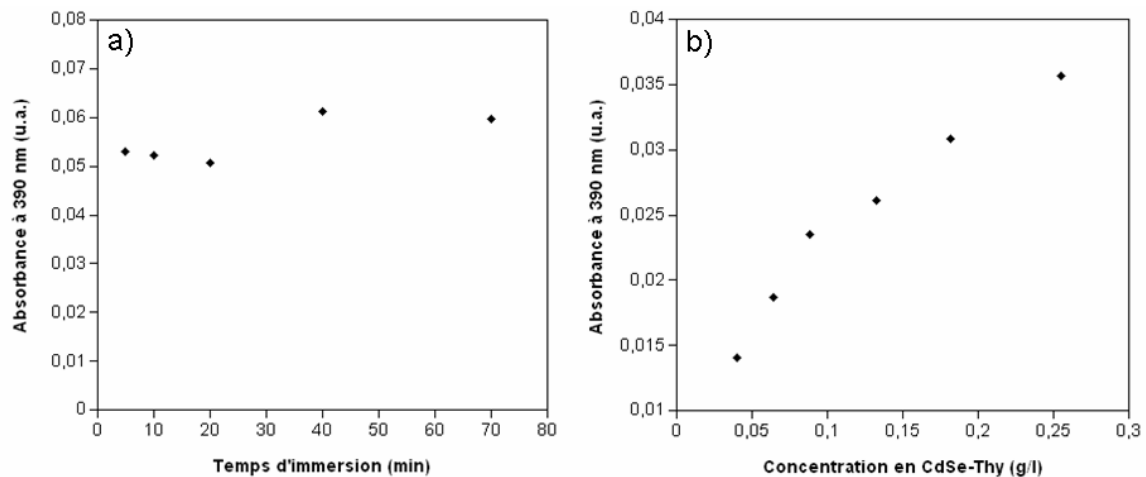 a)
Absorbance à 390 nm (u.a.)
0,08
0,07
0,06
0,05
0,04
0,03
0,02
0,01
0
0 10 20 30 40 50 60 70 80
Temps d'immersion (min)
b)
Absorbance à 390 nm (u.a.)
0,04
0,035
0,03
0,025
0,02
0,015
0,01
0 0,05 0,1 0,15 0,2 0,25 0,3
Concentration en CdSe-Thy (g/l)